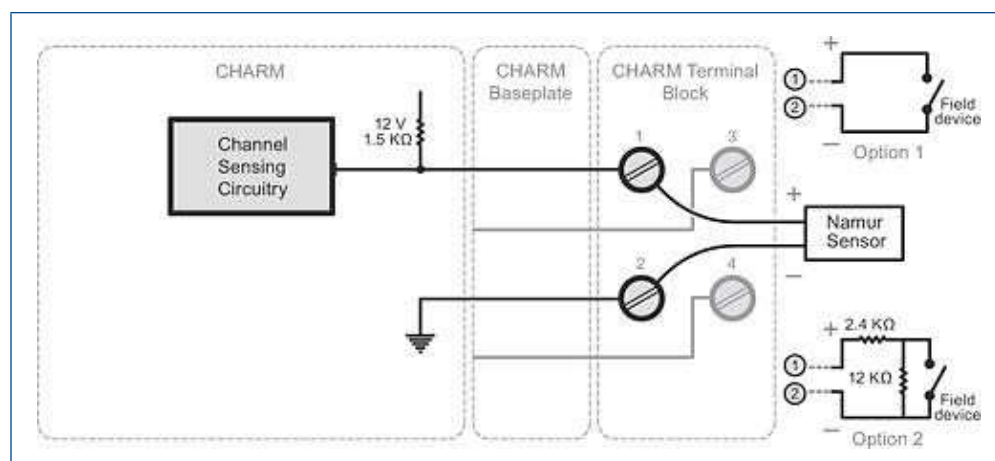 CHARM
CHARM
Baseplate
CHARM Terminal
Block
Channel
Sensing
Circuitry
12 V
1.5 KΩ
1
3
2
4
+
−
Namur
Sensor
+
1
2
−
Field
device
Option 1
+
2.4 KΩ
1
12 KΩ
2
−
Field
device
Option 2